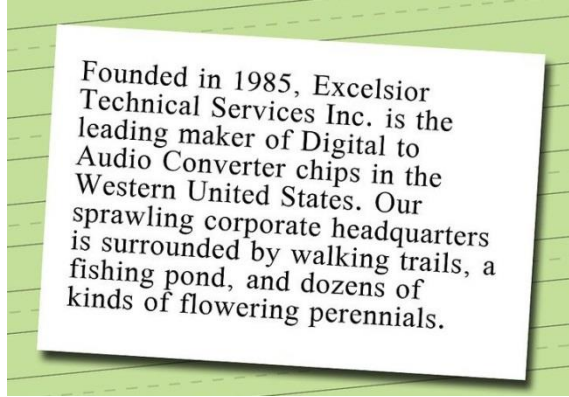 Founded in 1985, Excelsior
Technical Services Inc. is the
leading maker of Digital to
Audio Converter chips in the
Western United States. Our
sprawling corporate headquarters
is surrounded by walking trails, a
fishing pond, and dozens of
kinds of flowering perennials.